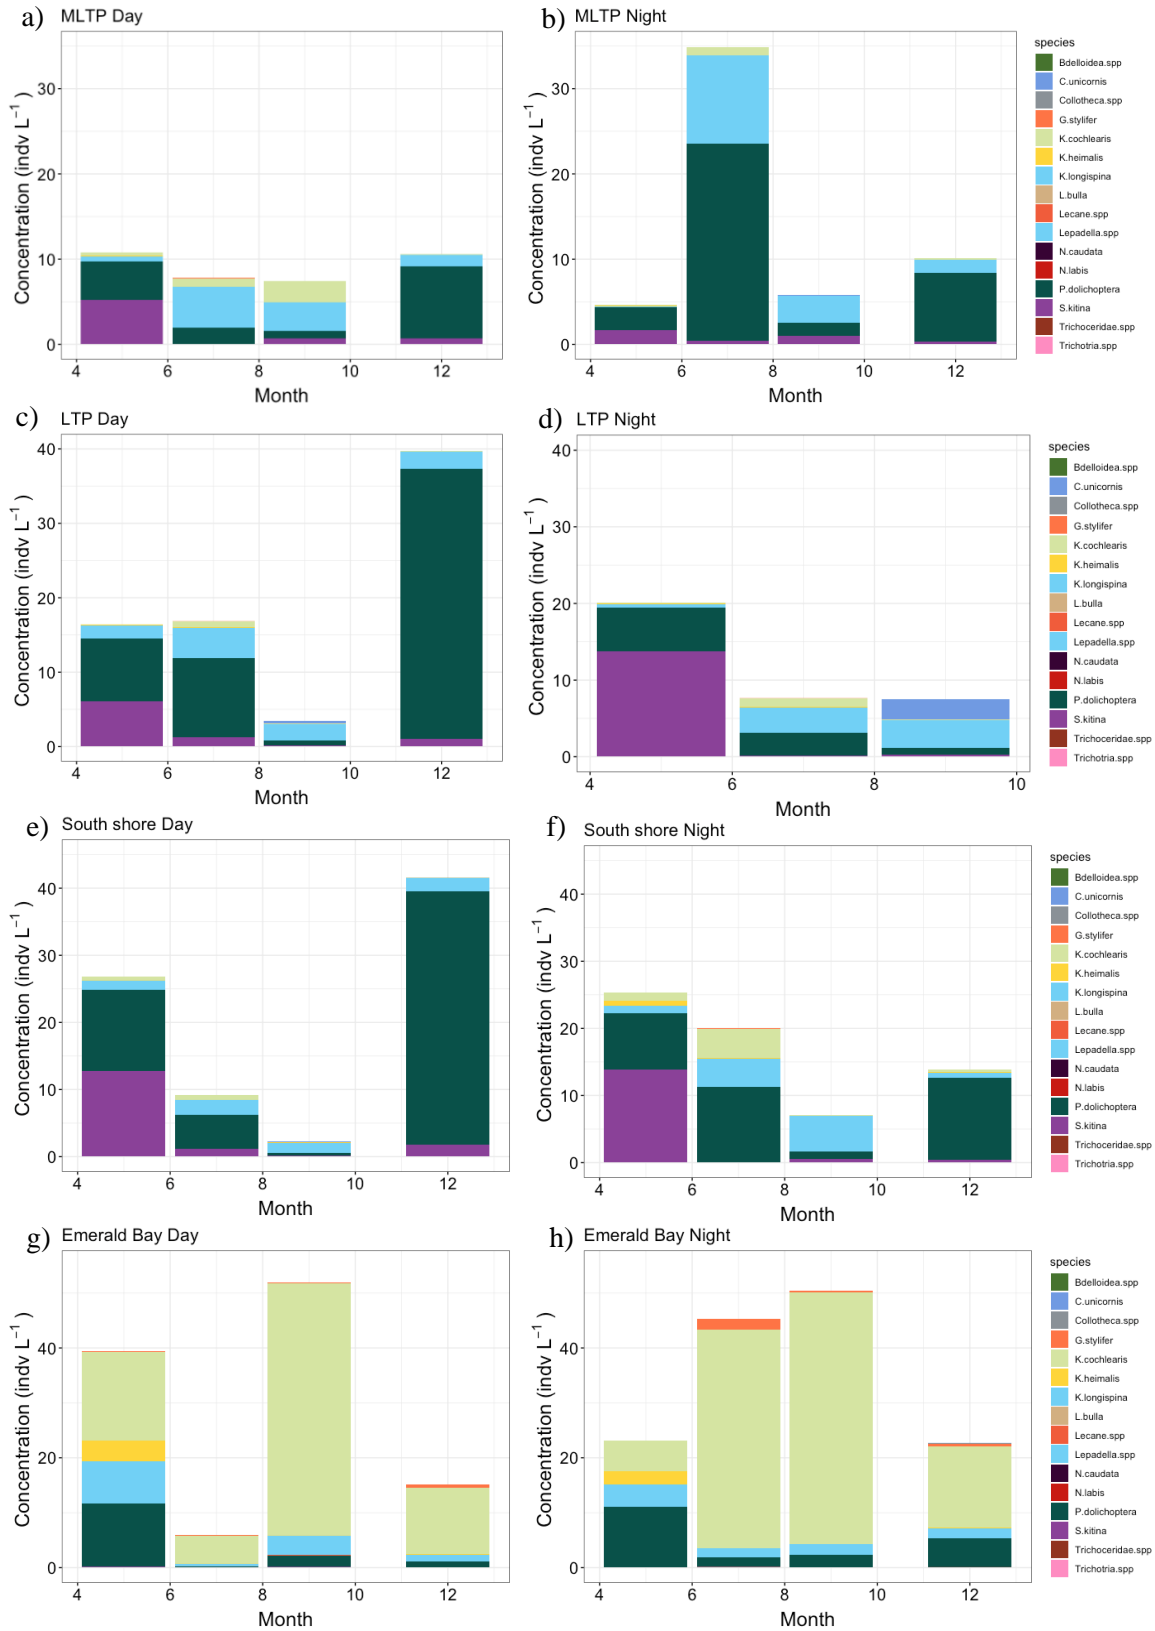 a) MLTP Day
Concentration (indv L⁻¹ )
30
20
10
0
4 6 8 10 12
Month
b) MLTP Night
Concentration (indv L⁻¹ )
30
20
10
0
4 6 8 10 12
Month
species
Bdelloidea.spp
C.unicornis
Collotheca.spp
G.stylifer
K.cochlearis
K.heimalis
K.longispina
L.bulla
Lecane.spp
Lepadella.spp
N.caudata
N.labis
P.dolichoptera
S.kitina
Trichoceridae.spp
Trichotria.spp
c) LTP Day
Concentration (indv L⁻¹ )
40
30
20
10
0
4 6 8 10 12
Month
d) LTP Night
Concentration (indv L⁻¹ )
40
30
20
10
0
4 6 8 10
Month
species
Bdelloidea.spp
C.unicornis
Collotheca.spp
G.stylifer
K.cochlearis
K.heimalis
K.longispina
L.bulla
Lecane.spp
Lepadella.spp
N.caudata
N.labis
P.dolichoptera
S.kitina
Trichoceridae.spp
Trichotria.spp
e) South shore Day
Concentration (indv L⁻¹ )
40
30
20
10
0
4 6 8 10 12
Month
f) South shore Night
Concentration (indv L⁻¹ )
40
30
20
10
0
4 6 8 10 12
Month
species
Bdelloidea.spp
C.unicornis
Collotheca.spp
G.stylifer
K.cochlearis
K.heimalis
K.longispina
L.bulla
Lecane.spp
Lepadella.spp
N.caudata
N.labis
P.dolichoptera
S.kitina
Trichoceridae.spp
Trichotria.spp
g) Emerald Bay Day
Concentration (indv L⁻¹ )
40
20
0
4 6 8 10 12
Month
h) Emerald Bay Night
Concentration (indv L⁻¹ )
40
20
0
4 6 8 10 12
Month
species
Bdelloidea.spp
C.unicornis
Collotheca.spp
G.stylifer
K.cochlearis
K.heimalis
K.longispina
L.bulla
Lecane.spp
Lepadella.spp
N.caudata
N.labis
P.dolichoptera
S.kitina
Trichoceridae.spp
Trichotria.spp